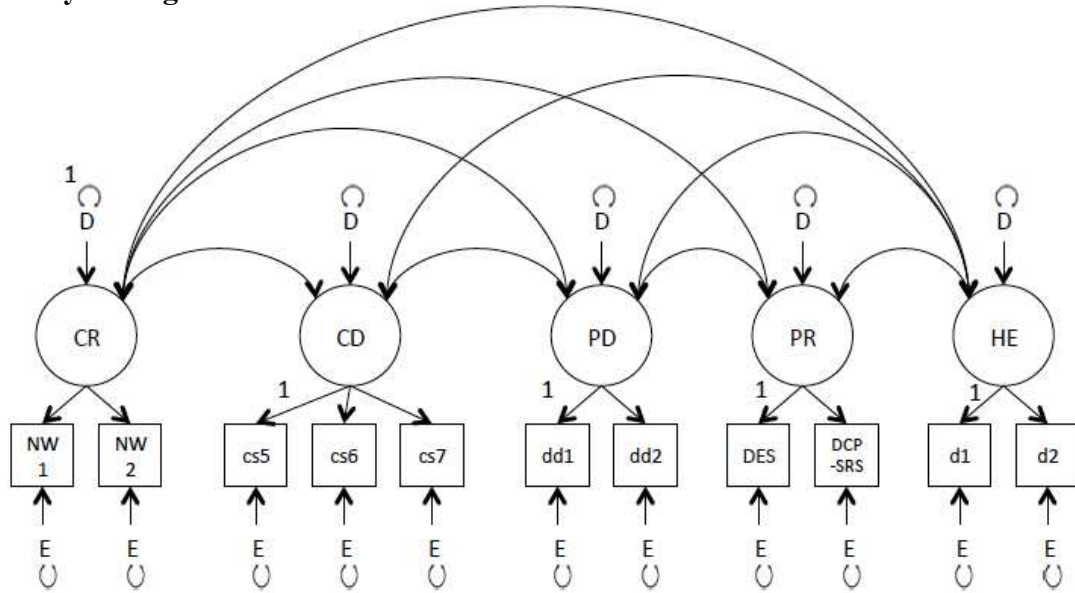 1
D D D D D
CR CD PD PR HE
1 1 1 1
NW 1
NW 2
cs5 cs6 cs7 dd1 dd2 DES
DCP -SRS
d1 d2
E E E E E E E E E E E